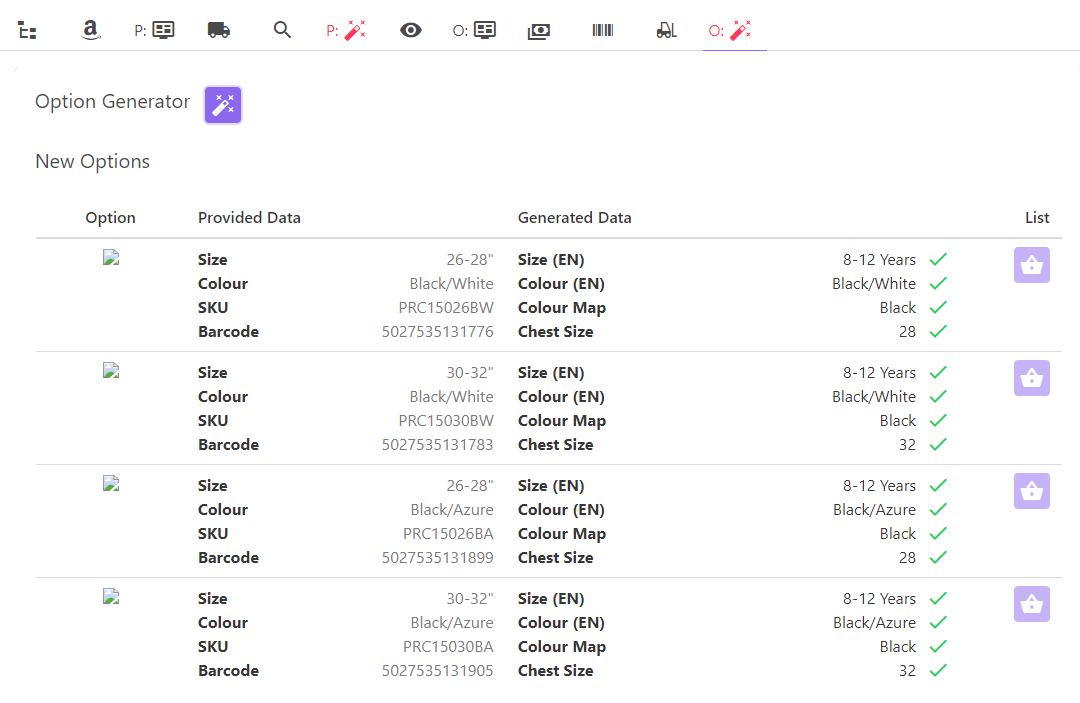 P: P: O: O:
Option Generator
New Options
Option Provided Data Generated Data List
Size 26-28" Size (EN) 8-12 Years
Colour Black/White Colour (EN) Black/White
SKU PRC15026BW Colour Map Black
Barcode 5027535131776 Chest Size 28
Size 30-32" Size (EN) 8-12 Years
Colour Black/White Colour (EN) Black/White
SKU PRC15030BW Colour Map Black
Barcode 5027535131783 Chest Size 32
Size 26-28" Size (EN) 8-12 Years
Colour Black/Azure Colour (EN) Black/Azure
SKU PRC15026BA Colour Map Black
Barcode 5027535131899 Chest Size 28
Size 30-32" Size (EN) 8-12 Years
Colour Black/Azure Colour (EN) Black/Azure
SKU PRC15030BA Colour Map Black
Barcode 5027535131905 Chest Size 32